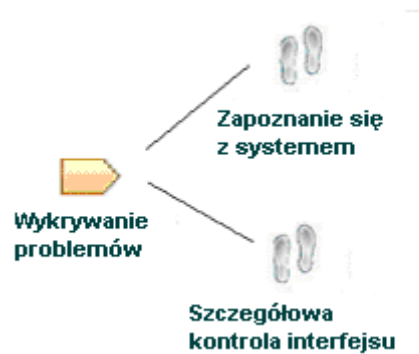 Zapoznanie się
z systemem
Wykrywanie
problemów
Szczegółowa
kontrola interfejsu